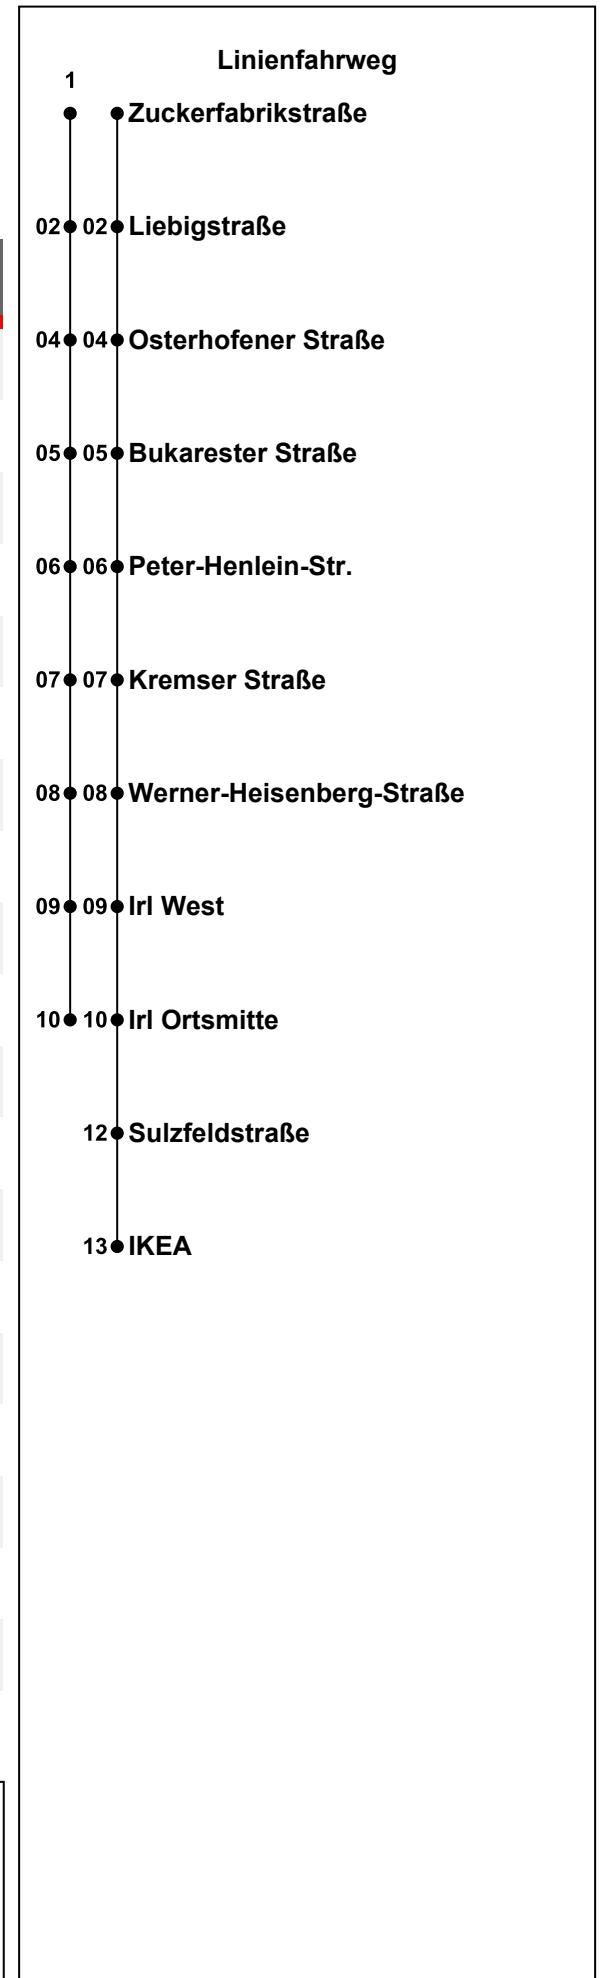 Linienfahrweg
1
Zuckerfabrikstraße
02 02 Liebigstraße
04 04 Osterhofener Straße
05 05 Bukarester Straße
06 06 Peter-Henlein-Str.
07 07 Kremser Straße
08 08 Werner-Heisenberg-Straße
09 09 Irl West
10 10 Irl Ortsmitte
12 Sulzfeldstraße
13 IKEA